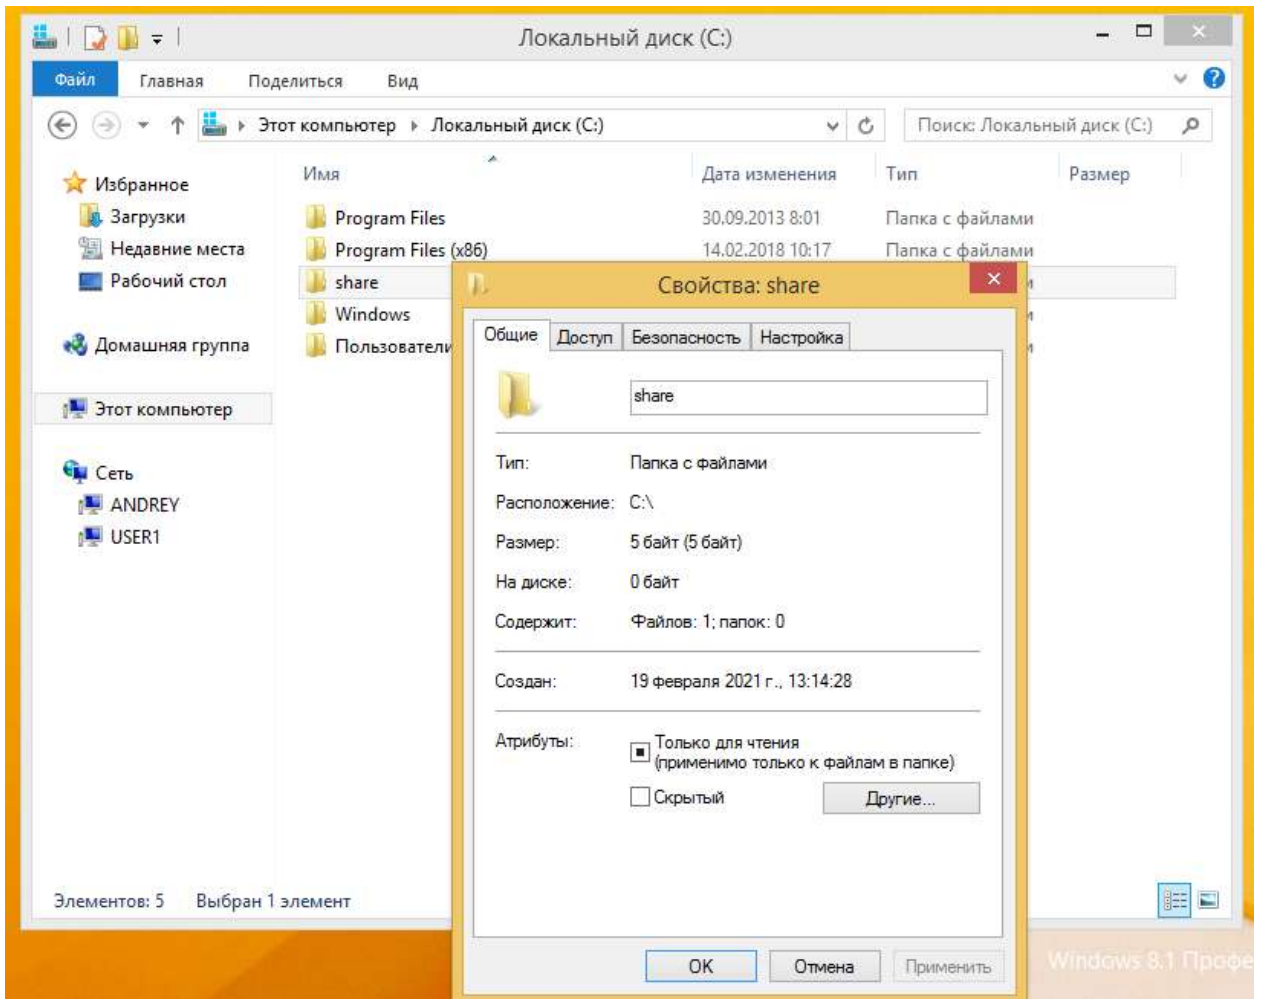 Локальный диск (C:)
Файл Главная Поделиться Вид
Этот компьютер Локальный диск (C:) Поиск: Локальный диск (C:)
Избранное
Загрузки
Недавние места
Рабочий стол
Домашняя группа
Этот компьютер
Сеть
ANDREY
USER1
Имя Дата изменения Тип Размер
Program Files 30.09.2013 8:01 Папка с файлами
Program Files (x86) 14.02.2018 10:17 Папка с файлами
share
Windows
Пользователи
Свойства: share
Общие Доступ Безопасность Настройка
share
Тип: Папка с файлами
Расположение: C:\
Размер: 5 байт (5 байт)
На диске: 0 байт
Содержит: Файлов: 1; папок: 0
Создан: 19 февраля 2021 г., 13:14:28
Атрибуты: Только для чтения
(применимо только к файлам в папке)
Скрытый Другие...
OK Отмена Применить
Элементов: 5 Выбран 1 элемент
Windows 8.1 Профе